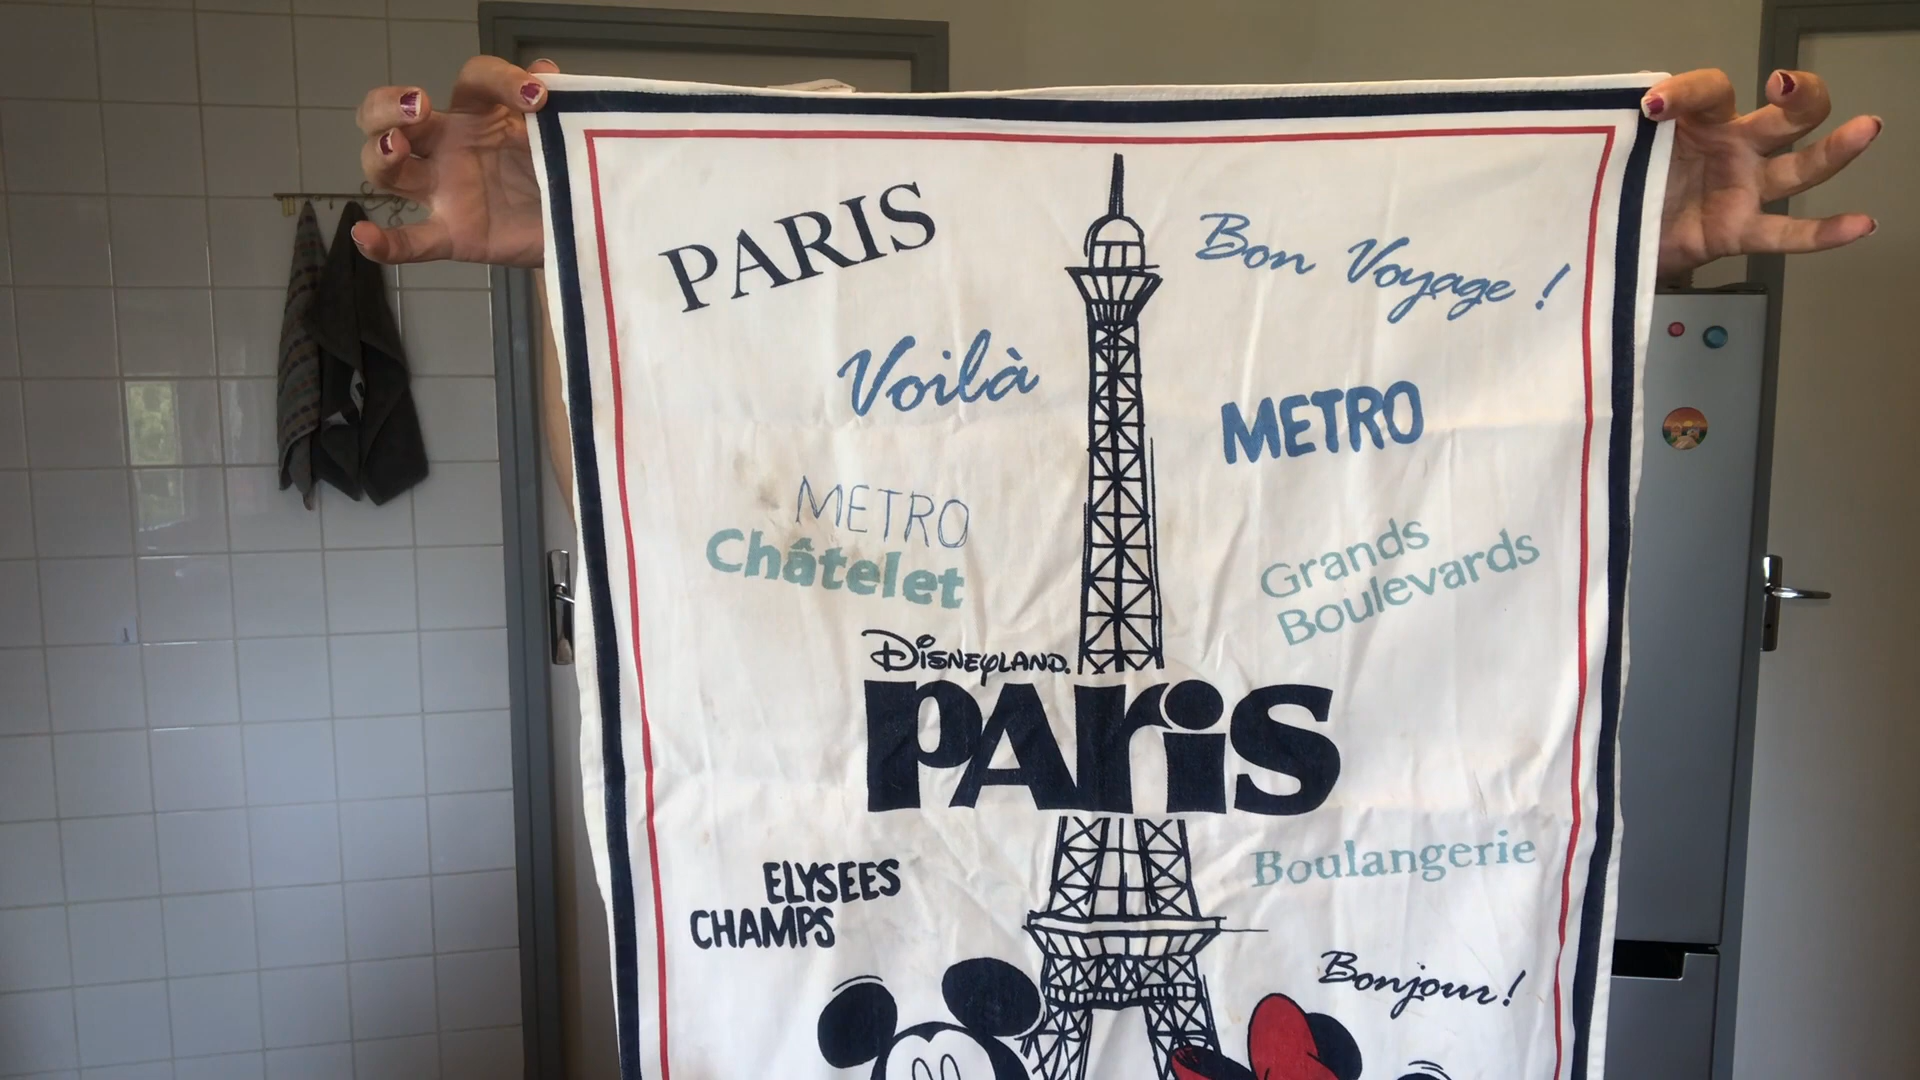 PARIS
Bon Voyage !
Voilà
METRO
METRO
Châtelet
Grands
Boulevards
DISNEYLAND
PARIS
ELYSEES
CHAMPS
Boulangerie
Bonjour !